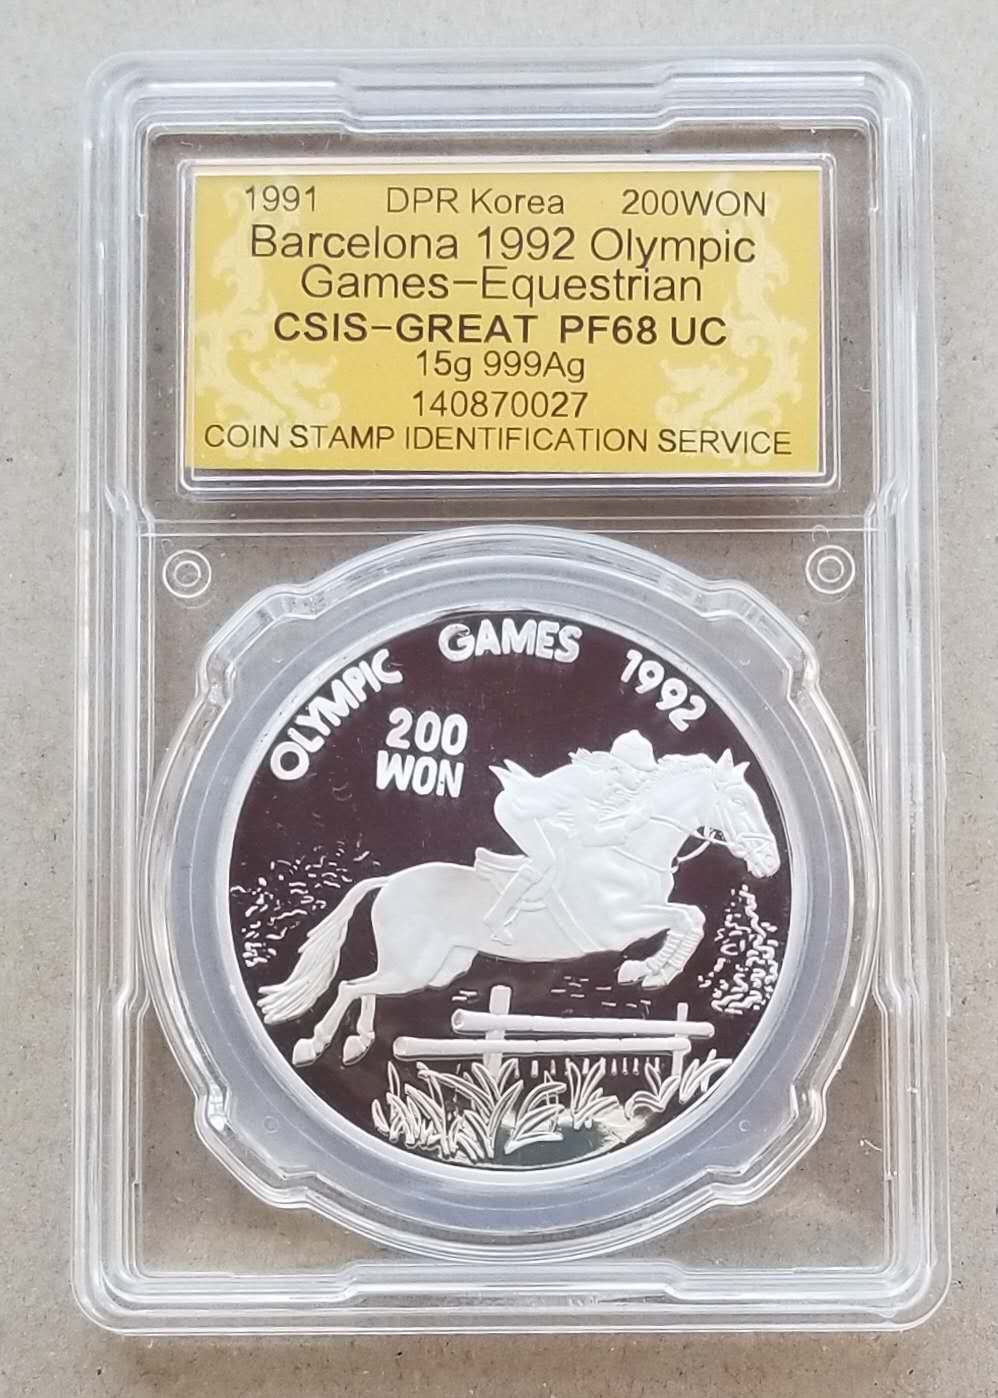 1991 DPR Korea 200WON
Barcelona 1992 Olympic
Games-Equestrian
CSIS-GREAT PF68 UC
15g 999Ag
140870027
COIN STAMP IDENTIFICATION SERVICE
OLYMPIC GAMES 1992
200
WON